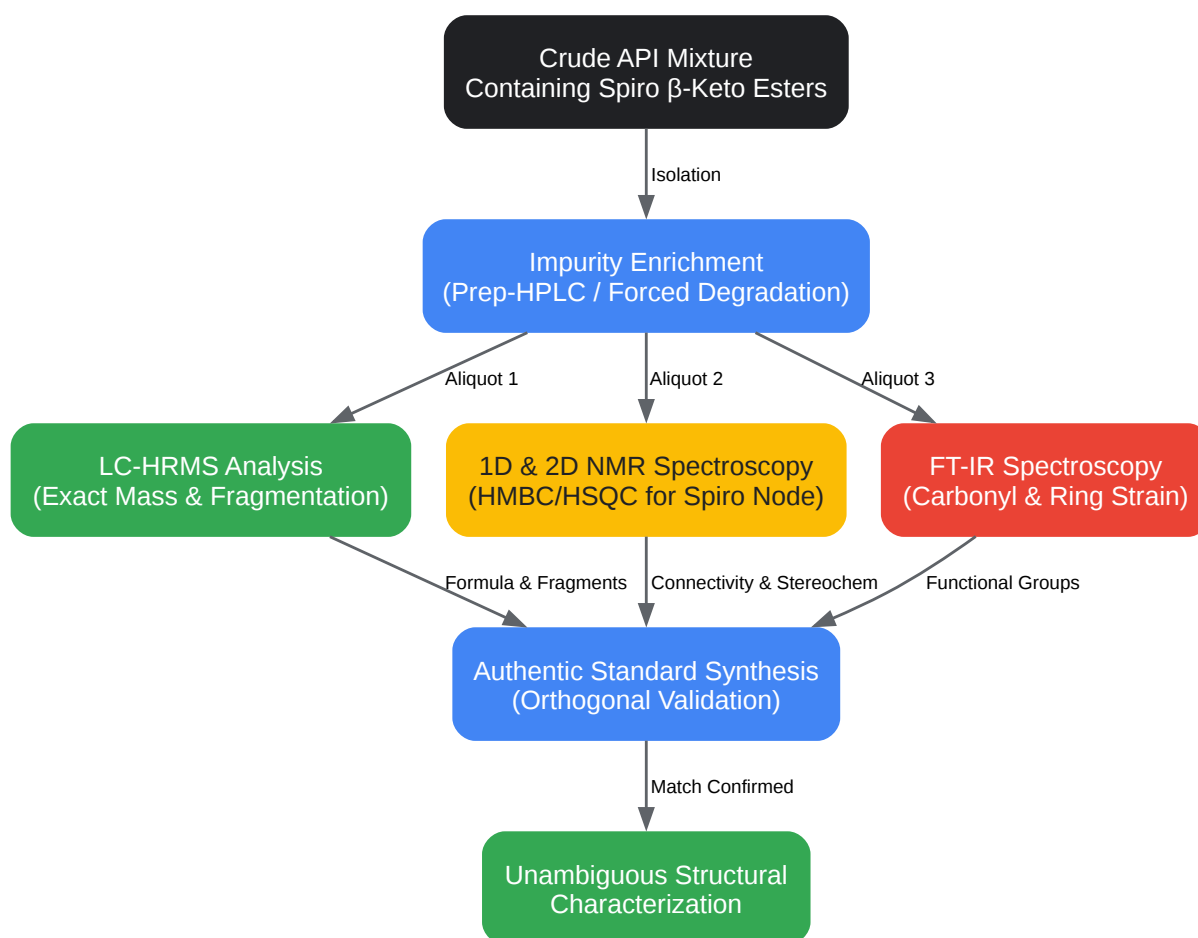 Crude API Mixture
Containing Spiro β-Keto Esters
Isolation
Impurity Enrichment
(Prep-HPLC / Forced Degradation)
Aliquot 1
Aliquot 2
Aliquot 3
LC-HRMS Analysis
(Exact Mass & Fragmentation)
1D & 2D NMR Spectroscopy
(HMBC/HSQC for Spiro Node)
FT-IR Spectroscopy
(Carbonyl & Ring Strain)
Formula & Fragments
Connectivity & Stereochem
Functional Groups
Authentic Standard Synthesis
(Orthogonal Validation)
Match Confirmed
Unambiguous Structural
Characterization